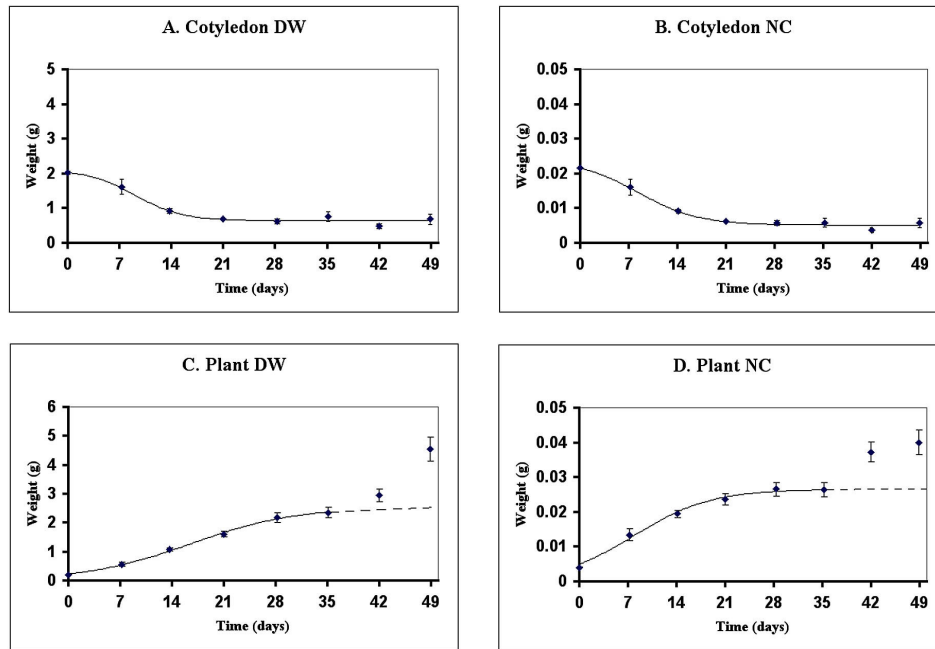 A. Cotyledon DW
Weight (g)
5
4
3
2
1
0
0 7 14 21 28 35 42 49
Time (days)
B. Cotyledon NC
Weight (g)
0.05
0.04
0.03
0.02
0.01
0
0 7 14 21 28 35 42 49
Time (days)
C. Plant DW
Weight (g)
6
5
4
3
2
1
0
0 7 14 21 28 35 42 49
Time (days)
D. Plant NC
Weight (g)
0.05
0.04
0.03
0.02
0.01
0
0 7 14 21 28 35 42 49
Time (days)